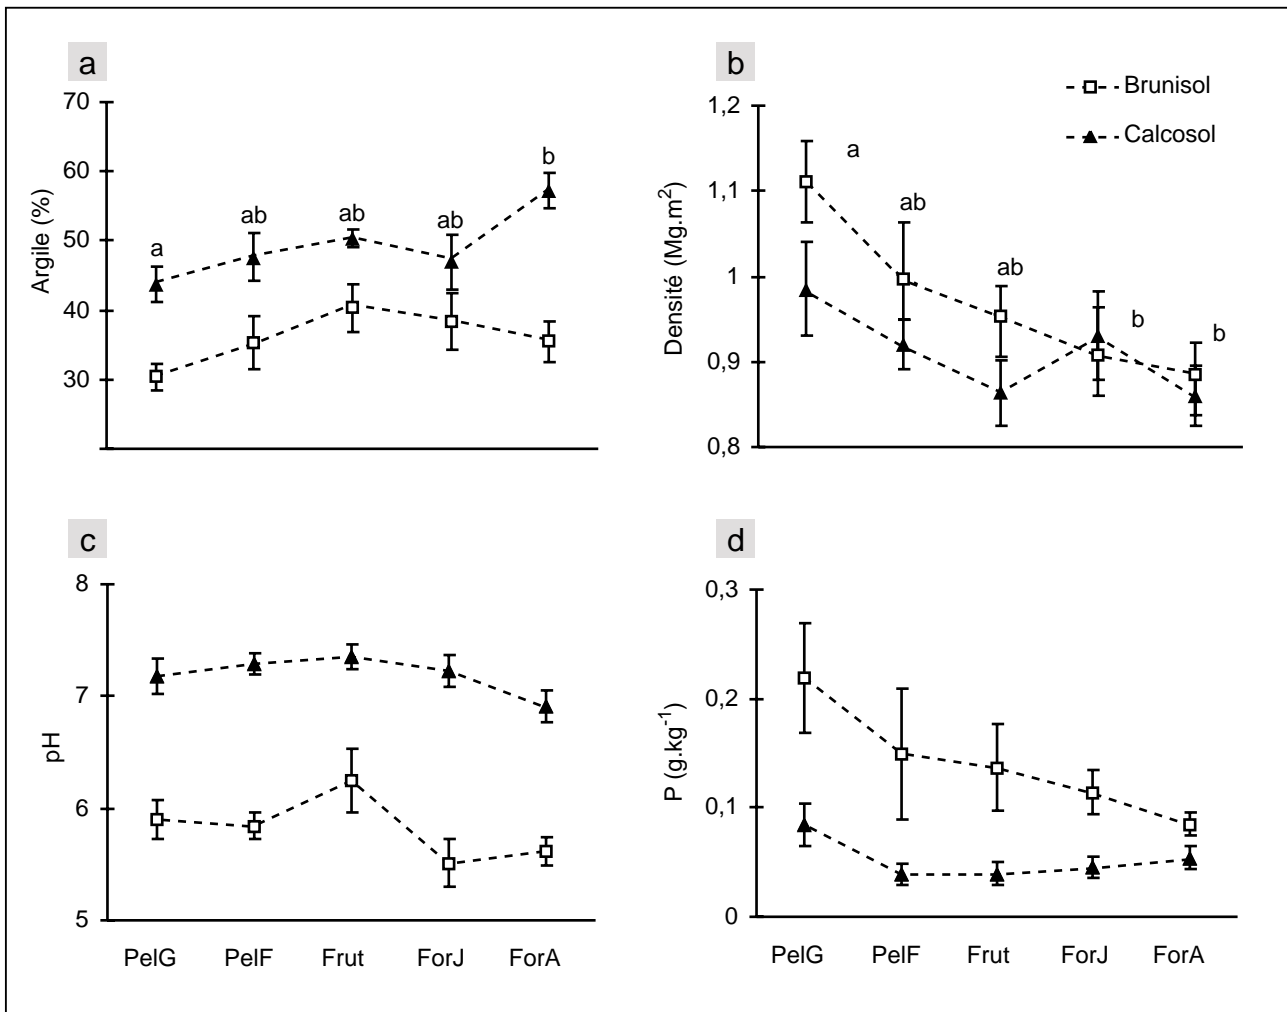 a
70
60
50
40
30
Argile (%)
a
ab
ab
ab
b
b
Brunisol
Calcosol
1,2
1,1
1
0,9
0,8
Densité (Mg.m²)
a
ab
ab
b
b
c
8
7
6
5
pH
PelG PelF Frut ForJ ForA
d
0,3
0,2
0,1
0
P (g.kg⁻¹)
PelG PelF Frut ForJ ForA